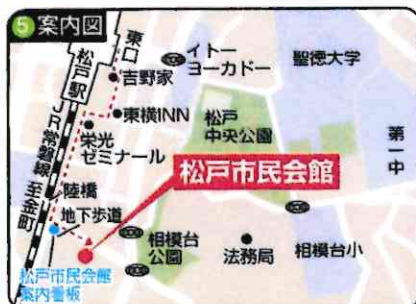 ⑤案内図
東口
松戸駅
イトー
ヨーカドー
聖徳大学
吉野家
東横INN
松戸
中央公園
栄光
ゼミナール
第一中
松戸市民会館
JR常磐線至金町
陸橋
地下歩道
相模台
公園
法務局
相模台小
松戸市民会館
案内看板